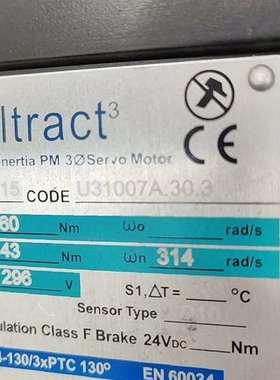 ltract³
nertia PM 3ØServo Motor
CE
15 CODE U31007A.30.3
60 Nm ωo rad/s
43 Nm ωn 314 rad/s
296 V S1,ΔT = °C
Sensor Type
ulation Class F Brake 24VDC Nm
-130/3xPTC 130° EN 60034